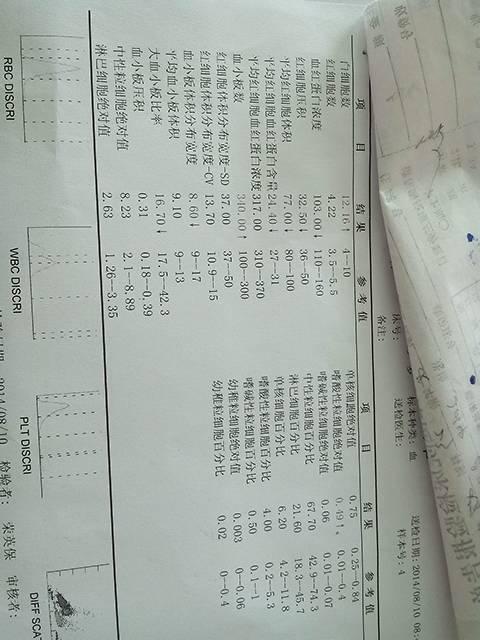 标本种类: 血 送检日期: 2014/08/10 08:
床号: 送检医生: 样本号: 4
备注:
项 目 结 果 参 考 值 项 目 结 果 参 考 值
白细胞数 12.16↑ 4--10 单核细胞绝对值 0.75 0.25--0.84
红细胞数 4.22 3.5--5.5 嗜酸性粒细胞绝对值 0.49↑ 0.01--0.4
血红蛋白浓度 103.00↓ 110--160 嗜碱性粒细胞绝对值 0.06 0.01--0.07
红细胞压积 32.50↓ 36--50 中性粒细胞百分比 67.70 42.9--74.3
平均红细胞体积 77.00↓ 80--100 淋巴细胞百分比 21.60 18.3--45.7
平均红细胞血红蛋白含量 24.40↓ 27--31 单核细胞百分比 6.20 4.2--11.8
平均红细胞血红蛋白浓度 317.00 310--370 嗜酸性粒细胞百分比 4.00 0.2--5.3
血小板数 340.00↑ 100--300 嗜碱性粒细胞百分比 0.50 0.1--1
红细胞体积分布宽度-SD 37.00 37--50 幼稚粒细胞绝对值 0.003 0--0.06
红细胞体积分布宽度-CV 13.70 10.9--15 幼稚粒细胞百分比 0.02 0--0.4
血小板体积分布宽度 8.60↓ 9--17
平均血小板体积 9.10 9--13
大血小板比率 16.70↓ 17.5--42.3
血小板压积 0.31 0.18--0.39
中性粒细胞绝对值 8.23 2.1--8.89
淋巴细胞绝对值 2.63 1.26--3.35
RBC DISCRI WBC DISCRI PLT DISCRI DIFF SCAT
2014/08/10 检验者: 荣英保 审核者: